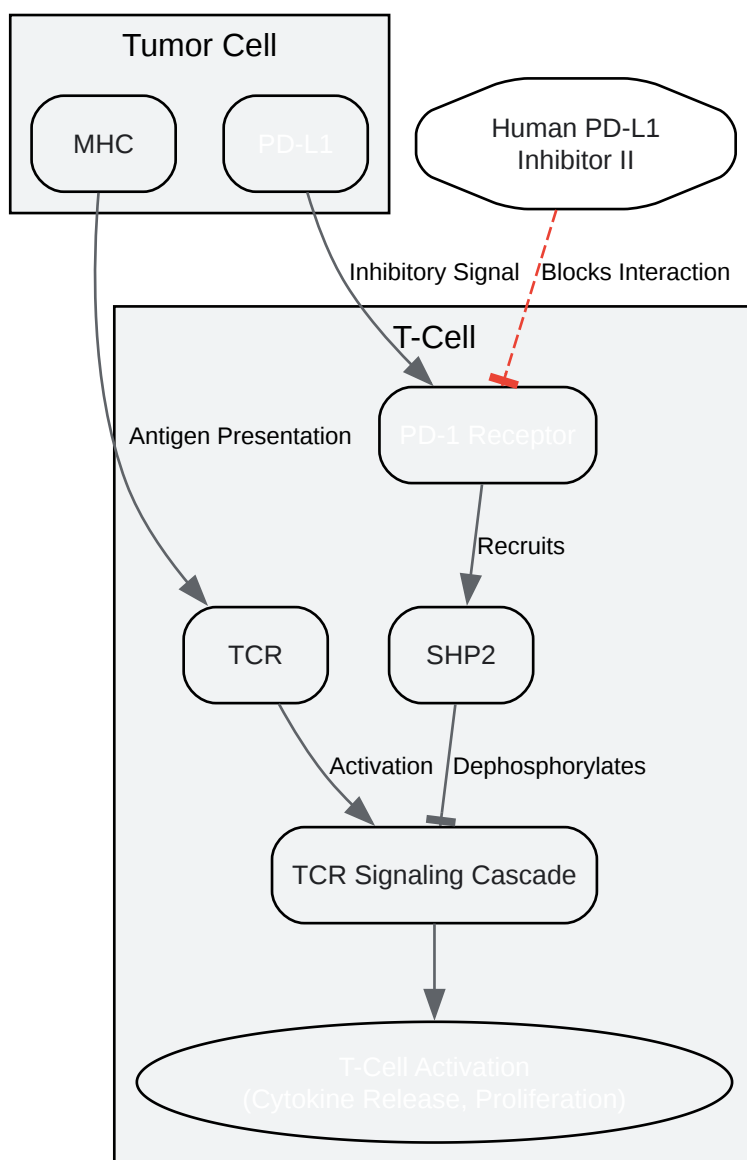 Tumor Cell
MHC
PD-L1
Human PD-L1
Inhibitor II
Inhibitory Signal
Blocks Interaction
T-Cell
PD-1 Receptor
Antigen Presentation
Recruits
TCR
SHP2
Activation
Dephosphorylates
TCR Signaling Cascade
T-Cell Activation
(Cytokine Release, Proliferation)